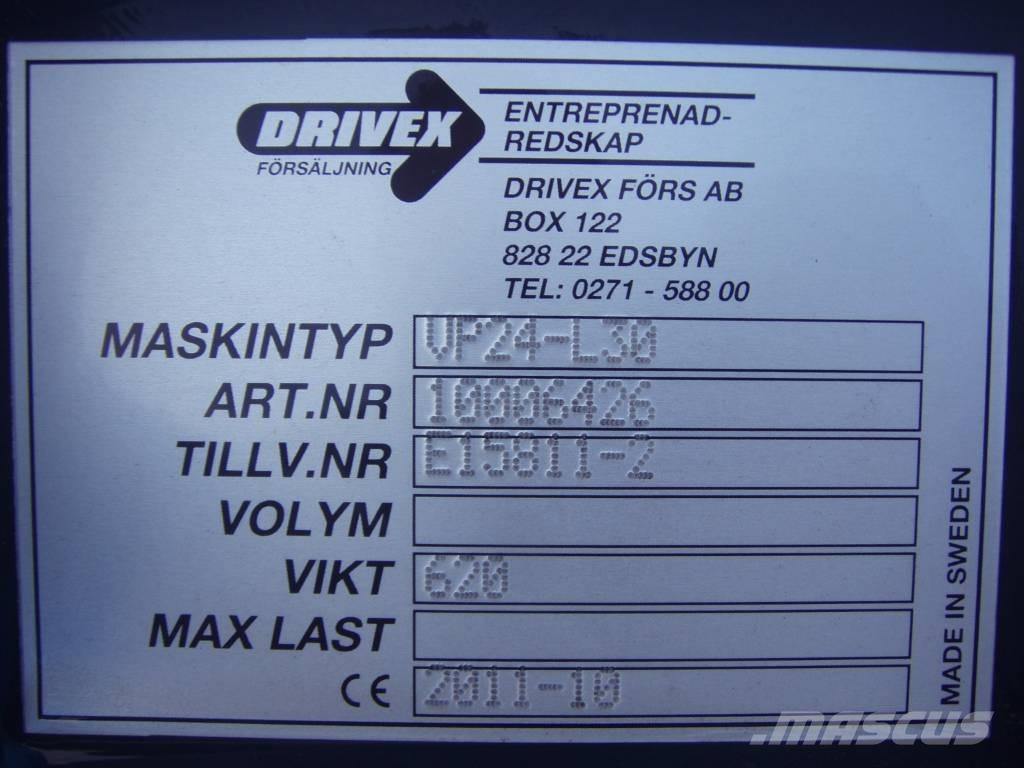 DRIVEX
FÖRSÄLJNING
ENTREPRENAD-
REDSKAP
DRIVEX FÖRS AB
BOX 122
828 22 EDSBYN
TEL: 0271 - 588 00
MASKINTYP VP24-L30
ART.NR 10006426
TILLV.NR E15811-2
VOLYM
VIKT 620
MAX LAST
CE 2011-10
MADE IN SWEDEN
mascus